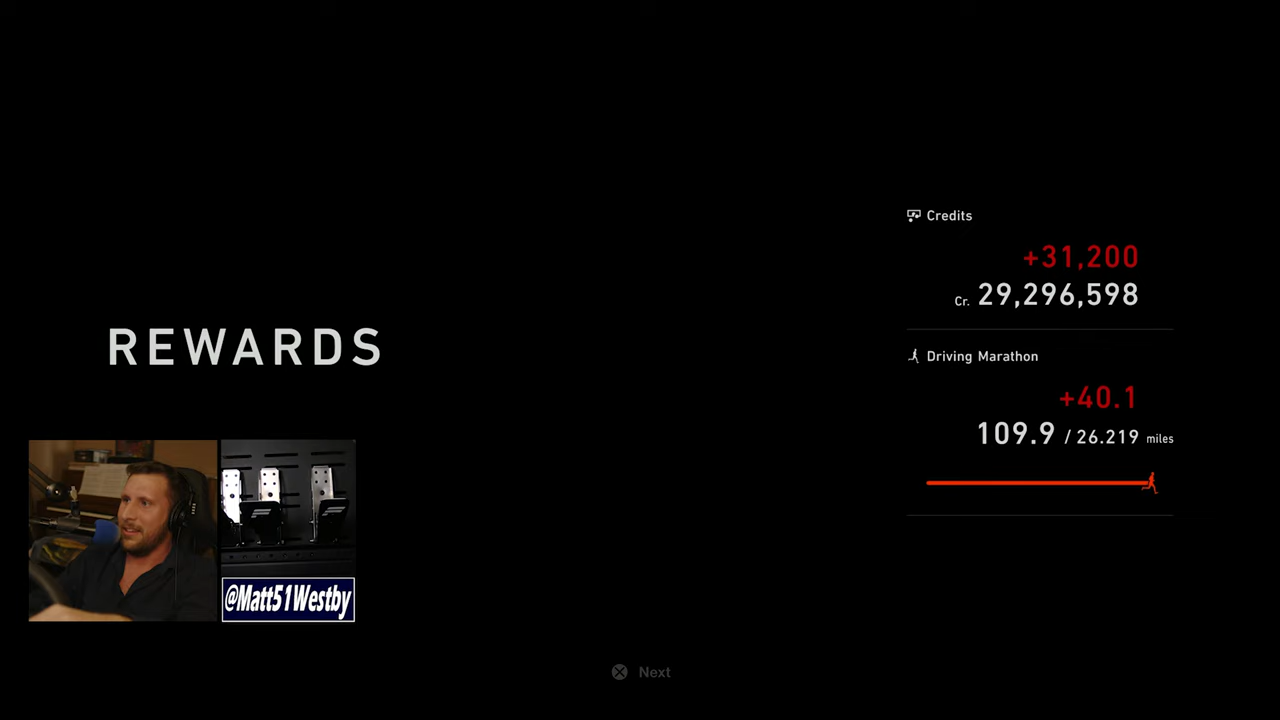 REWARDS
Credits
+31,200
Cr. 29,296,598
Driving Marathon
+40.1
109.9 / 26.219 miles
@Matt51Westby
Next